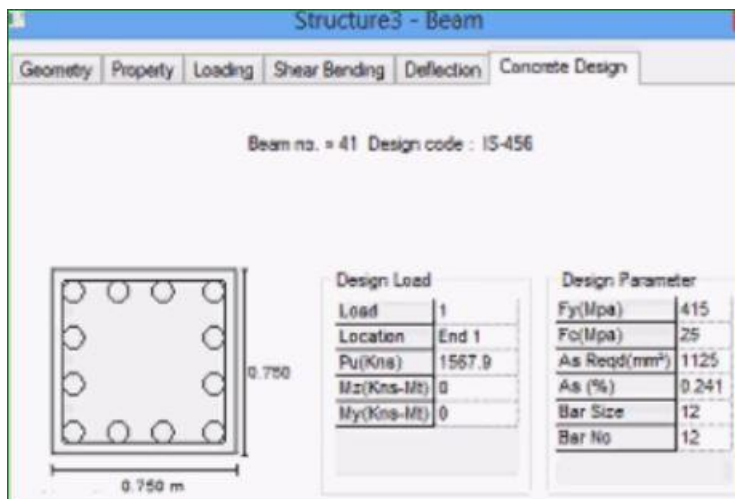 Structure3 - Beam
Geometry Property Loading Shear Bending Deflection Concrete Design
Beam no. = 41 Design code : IS-456
0.750
0.750 m
Design Load
Load 1
Location End 1
Pu(Kns) 1567.9
Mz(Kns-Mt) 0
My(Kns-Mt) 0
Design Parameter
Fy(Mpa) 415
Fc(Mpa) 25
As Reqd(mm²) 1125
As (%) 0.241
Bar Size 12
Bar No 12